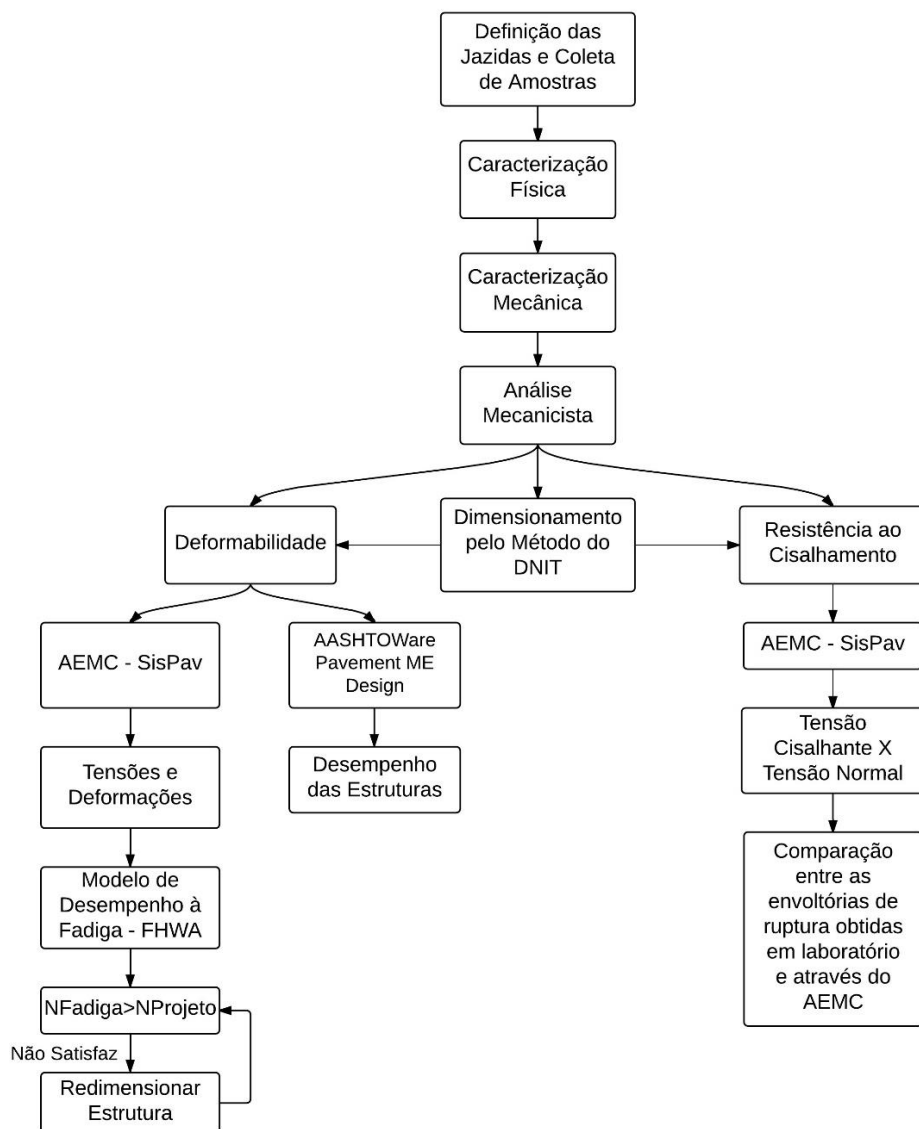 Definição das
Jazidas e Coleta
de Amostras
Caracterização
Física
Caracterização
Mecânica
Análise
Mecanicista
Deformabilidade
Dimensionamento
pelo Método do
DNIT
Resistência ao
Cisalhamento
AEMC - SisPav
AASHTOWare
Pavement ME
Design
AEMC - SisPav
Tensões e
Deformações
Desempenho
das Estruturas
Tensão
Cisalhante X
Tensão Normal
Modelo de
Desempenho à
Fadiga - FHWA
Comparação
entre as
envoltórias de
ruptura obtidas
em laboratório
e através do
AEMC
NFadiga>NProjeto
Não Satisfaz
Redimensionar
Estrutura